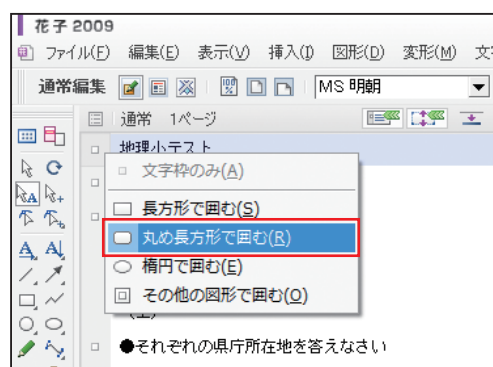 花子 2009
ファイル(F) 編集(E) 表示(V) 挿入(I) 図形(D) 変形(M)
通常編集 MS 明朝
通常 1ページ
地理小テスト
文字枠のみ(A)
長方形で囲む(S)
丸め長方形で囲む(R)
楕円で囲む(E)
その他の図形で囲む(O)
●それぞれの県庁所在地を答えなさい